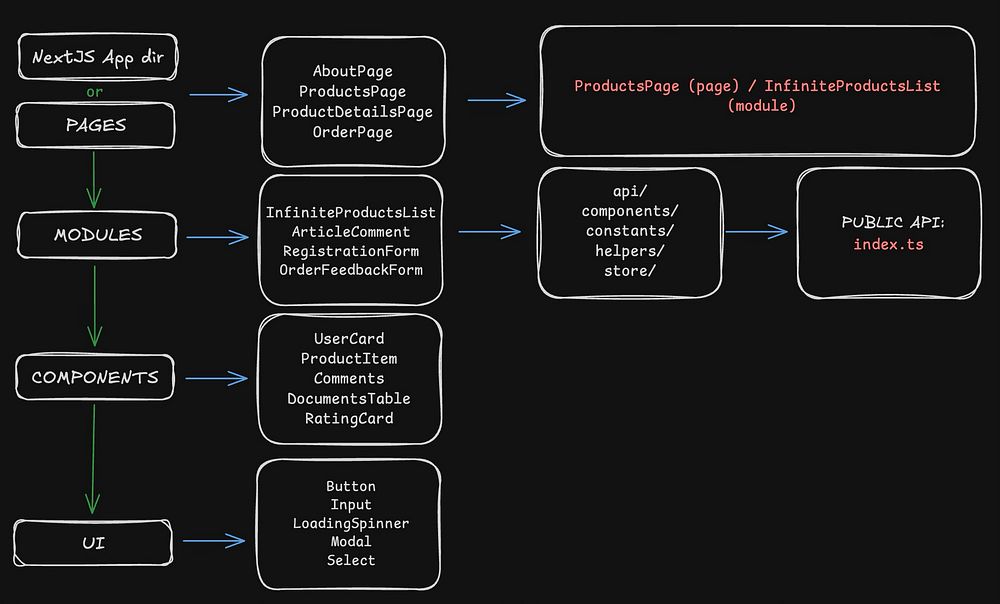 NextJS App dir
or
PAGES
AboutPage
ProductsPage
ProductDetailsPage
OrderPage
ProductsPage (page) / InfiniteProductsList
(module)
MODULES
InfiniteProductsList
ArticleComment
RegistrationForm
OrderFeedbackForm
api/
components/
constants/
helpers/
store/
PUBLIC API:
index.ts
COMPONENTS
UserCard
ProductItem
Comments
DocumentsTable
RatingCard
UI
Button
Input
LoadingSpinner
Modal
Select